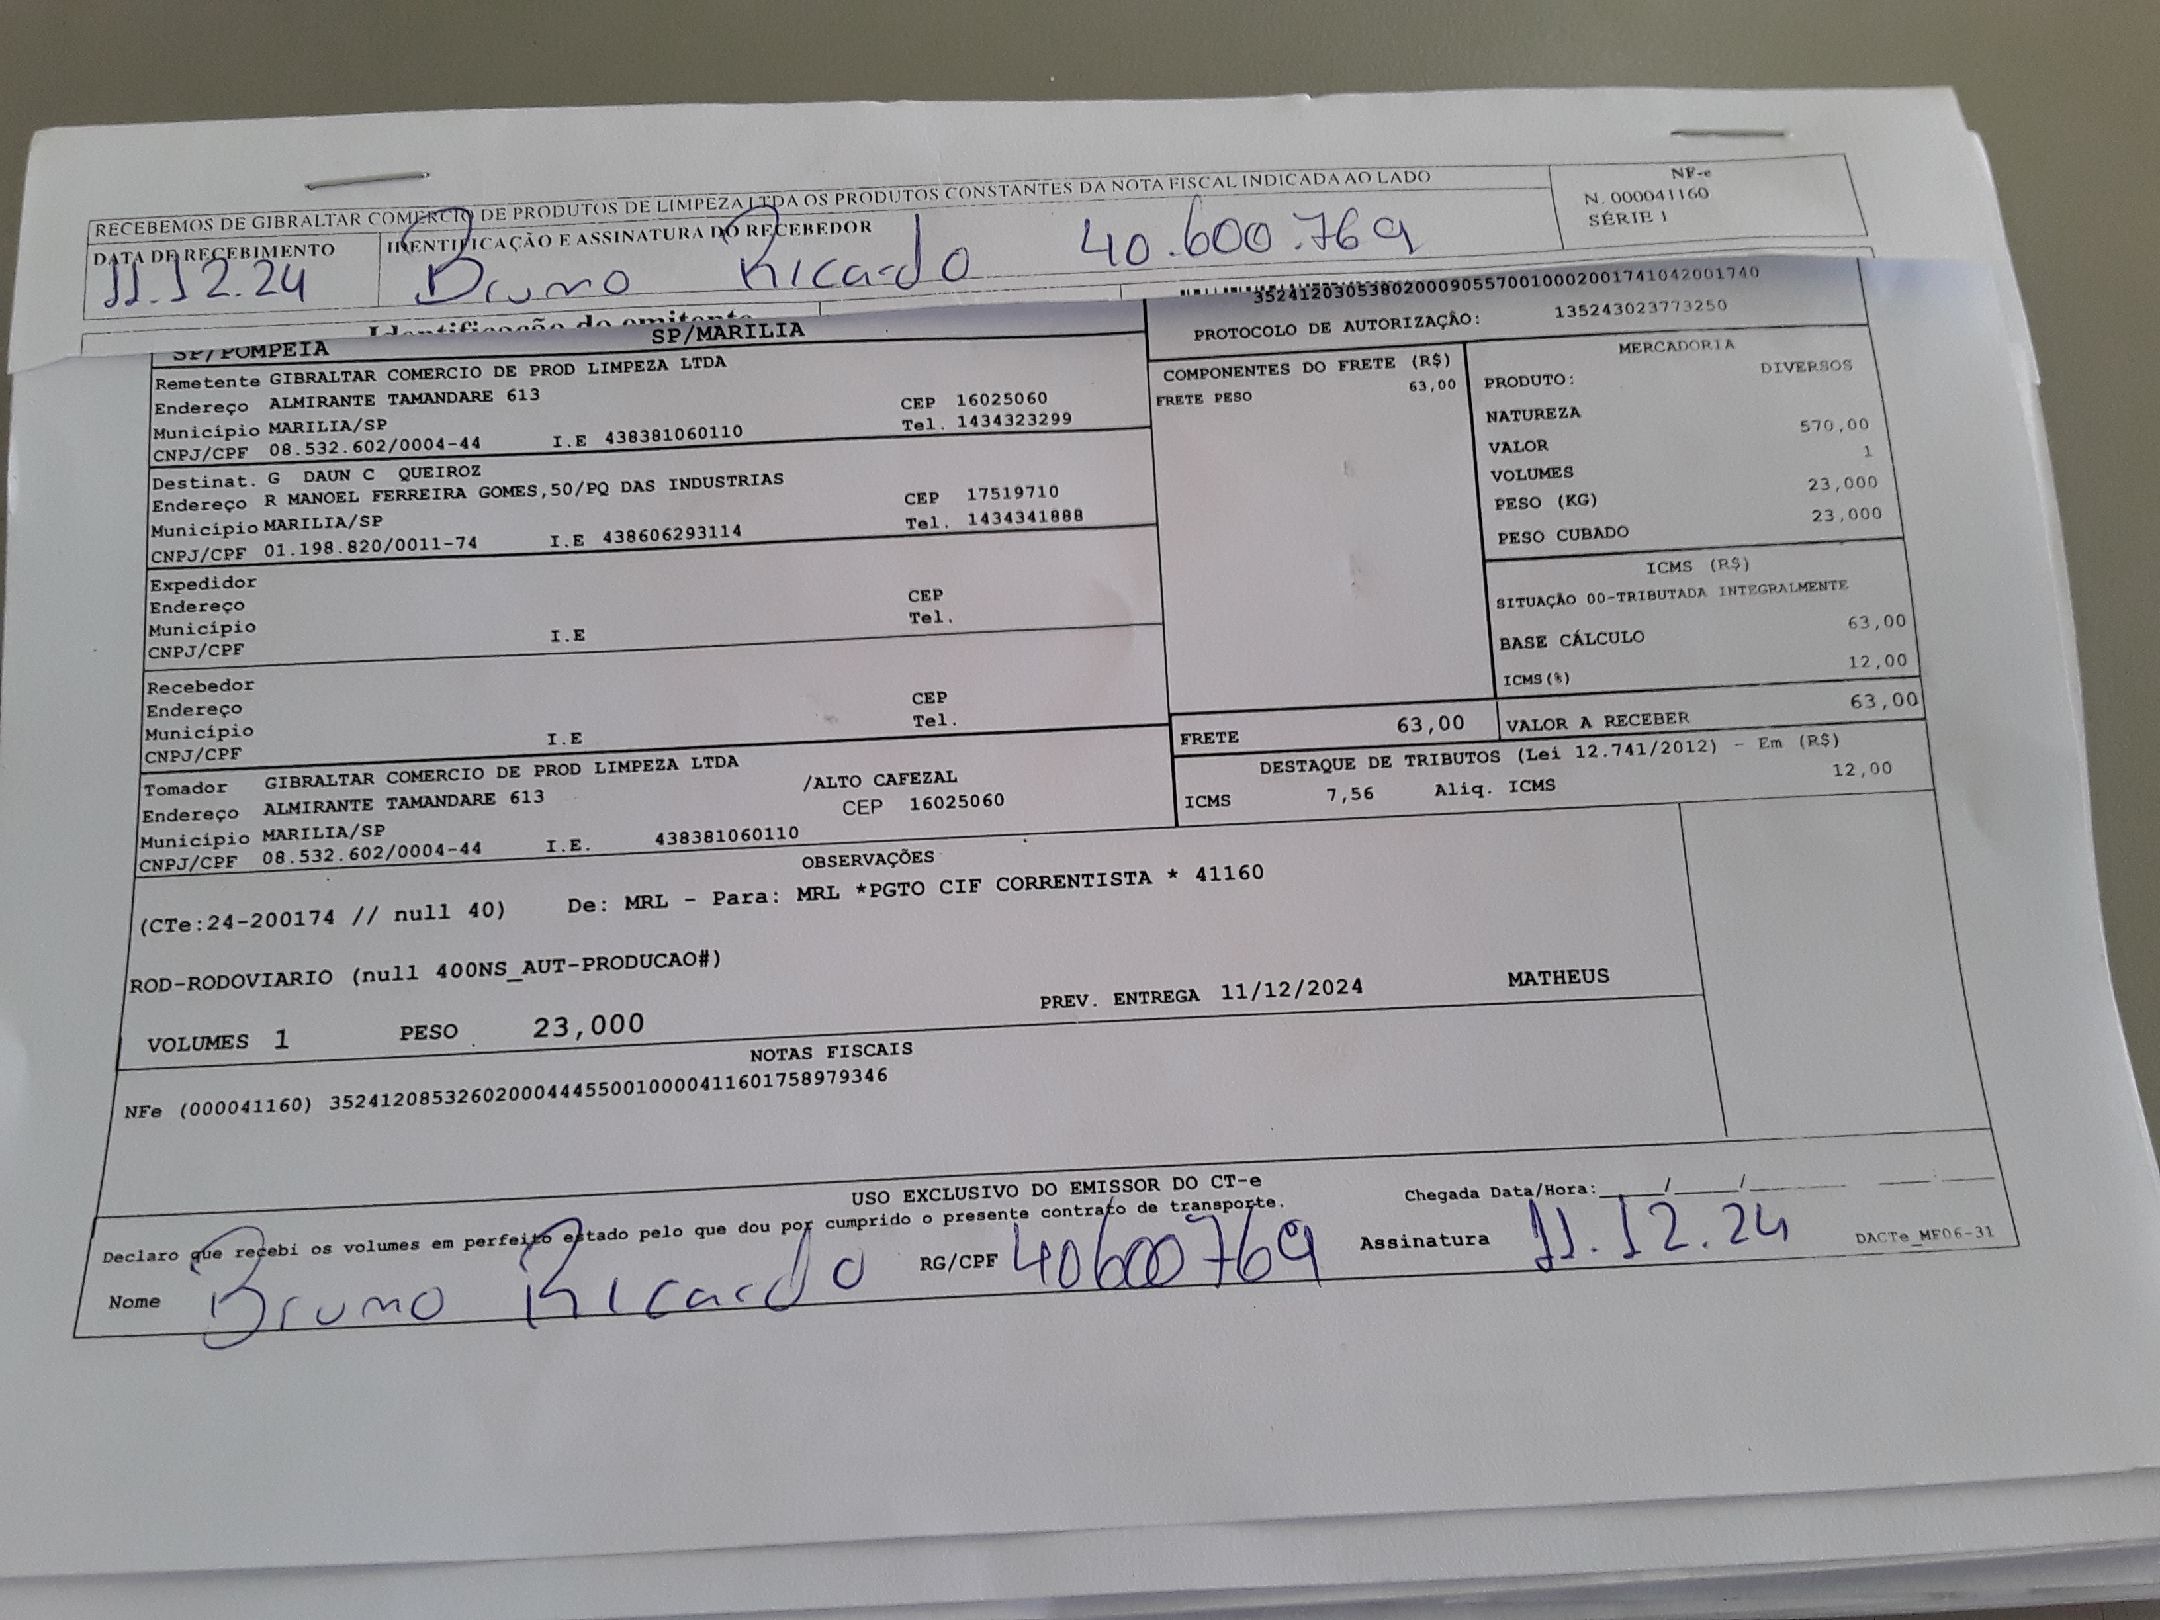 RECEBEMOS DE GIBRALTAR COMERCIO DE PRODUTOS DE LIMPEZA LTDA OS PRODUTOS CONSTANTES DA NOTA FISCAL INDICADA AO LADO
NF-e
N. 000041160
SÉRIE 1
DATA DE RECEBIMENTO IDENTIFICAÇÃO E ASSINATURA DO RECEBEDOR
11.12.24 Bruno Ricardo 40.600.769
Identificação do emitente
35241203053802000905570010002001741042001740
PROTOCOLO DE AUTORIZAÇÃO: 135243023773250
SP/POMPEIA SP/MARILIA
Remetente GIBRALTAR COMERCIO DE PROD LIMPEZA LTDA
Endereço ALMIRANTE TAMANDARE 613 CEP 16025060
Município MARILIA/SP Tel. 1434323299
CNPJ/CPF 08.532.602/0004-44 I.E 438381060110
Destinat. G DAUN C QUEIROZ
Endereço R MANOEL FERREIRA GOMES,50/PQ DAS INDUSTRIAS CEP 17519710
Município MARILIA/SP Tel. 1434341888
CNPJ/CPF 01.198.820/0011-74 I.E 438606293114
Expedidor
Endereço CEP
Município Tel.
CNPJ/CPF I.E
Recebedor
Endereço CEP
Município Tel.
CNPJ/CPF I.E
Tomador GIBRALTAR COMERCIO DE PROD LIMPEZA LTDA
Endereço ALMIRANTE TAMANDARE 613 /ALTO CAFEZAL
Município MARILIA/SP CEP 16025060
CNPJ/CPF 08.532.602/0004-44 I.E. 438381060110
COMPONENTES DO FRETE (R$)
FRETE PESO 63,00
MERCADORIA
PRODUTO: DIVERSOS
NATUREZA
VALOR 570,00
VOLUMES 1
PESO (KG) 23,000
PESO CUBADO 23,000
ICMS (R$)
SITUAÇÃO 00-TRIBUTADA INTEGRALMENTE
BASE CÁLCULO 63,00
ICMS(%) 12,00
FRETE 63,00 VALOR A RECEBER 63,00
DESTAQUE DE TRIBUTOS (Lei 12.741/2012) - Em (R$)
ICMS 7,56 Aliq. ICMS 12,00
OBSERVAÇÕES
(CTe:24-200174 // null 40) De: MRL - Para: MRL *PGTO CIF CORRENTISTA * 41160
ROD-RODOVIARIO (null 400NS_AUT-PRODUCAO#)
PREV. ENTREGA 11/12/2024 MATHEUS
VOLUMES 1 PESO 23,000
NOTAS FISCAIS
NFe (000041160) 35241208532602000444550010000411601758979346
USO EXCLUSIVO DO EMISSOR DO CT-e
Declaro que recebi os volumes em perfeito estado pelo que dou por cumprido o presente contrato de transporte. Chegada Data/Hora:____/____/________ ___:___
Nome Bruno Ricardo RG/CPF 40600769 Assinatura 11.12.24 DACTe_MF06-31